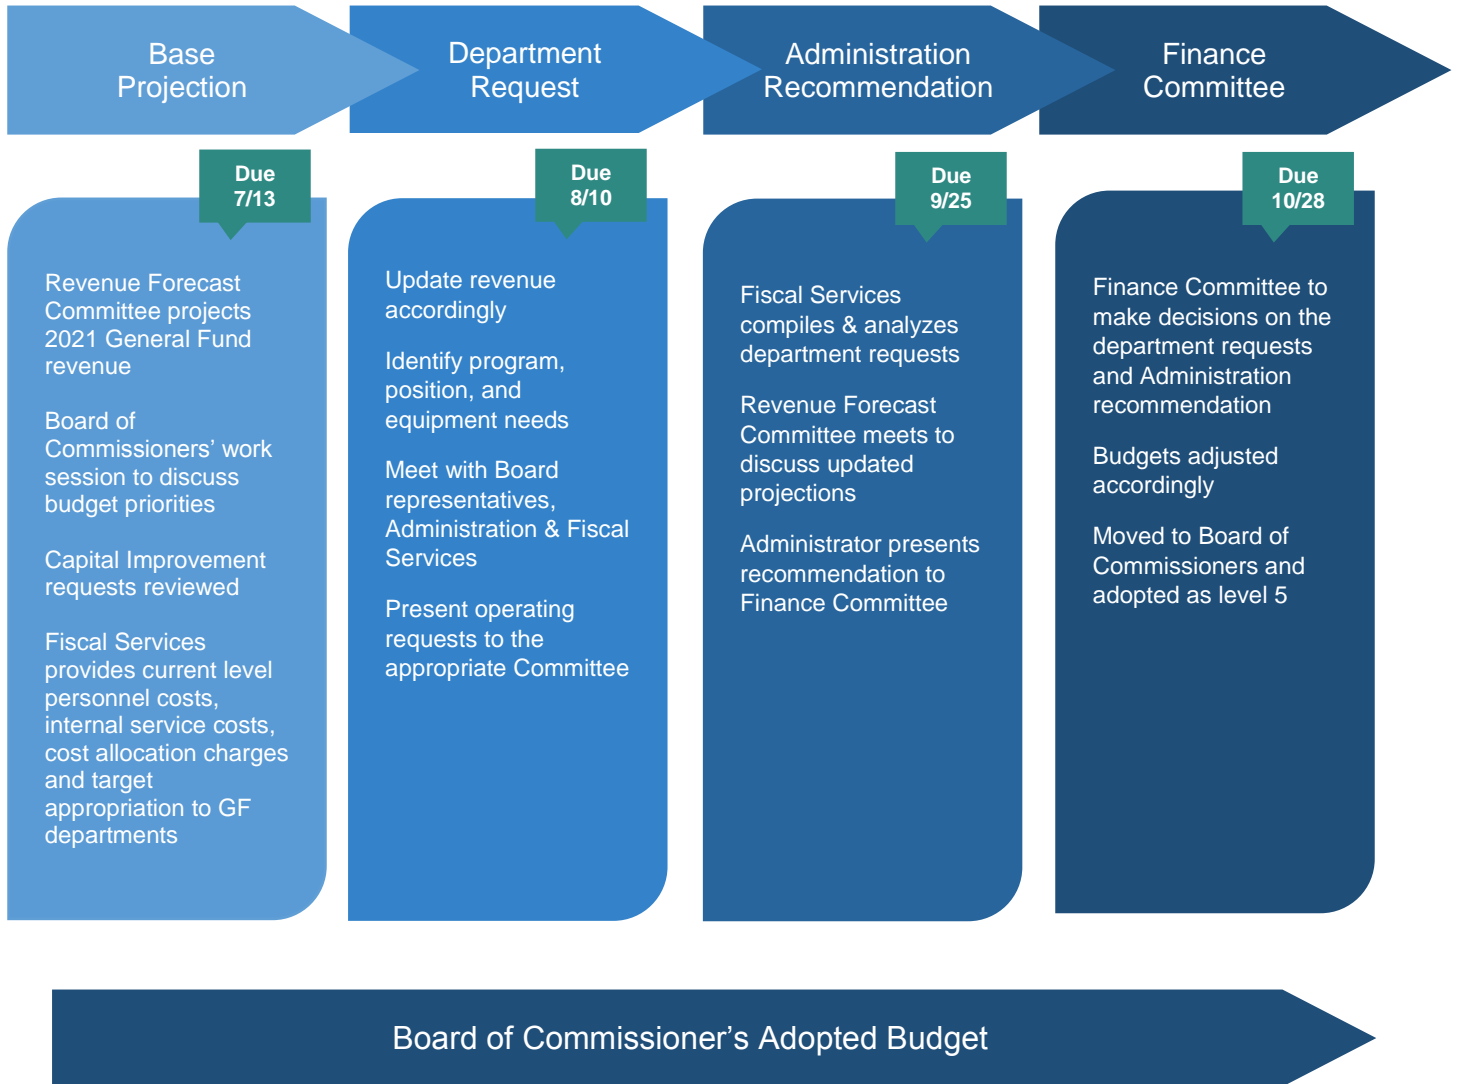 Base
Projection
Department
Request
Administration
Recommendation
Finance
Committee
Due
7/13
Revenue Forecast
Committee projects
2021 General Fund
revenue
Board of
Commissioners’ work
session to discuss
budget priorities
Capital Improvement
requests reviewed
Fiscal Services
provides current level
personnel costs,
internal service costs,
cost allocation charges
and target
appropriation to GF
departments
Due
8/10
Update revenue
accordingly
Identify program,
position, and
equipment needs
Meet with Board
representatives,
Administration & Fiscal
Services
Present operating
requests to the
appropriate Committee
Due
9/25
Fiscal Services
compiles & analyzes
department requests
Revenue Forecast
Committee meets to
discuss updated
projections
Administrator presents
recommendation to
Finance Committee
Due
10/28
Finance Committee to
make decisions on the
department requests
and Administration
recommendation
Budgets adjusted
accordingly
Moved to Board of
Commissioners and
adopted as level 5
Board of Commissioner’s Adopted Budget